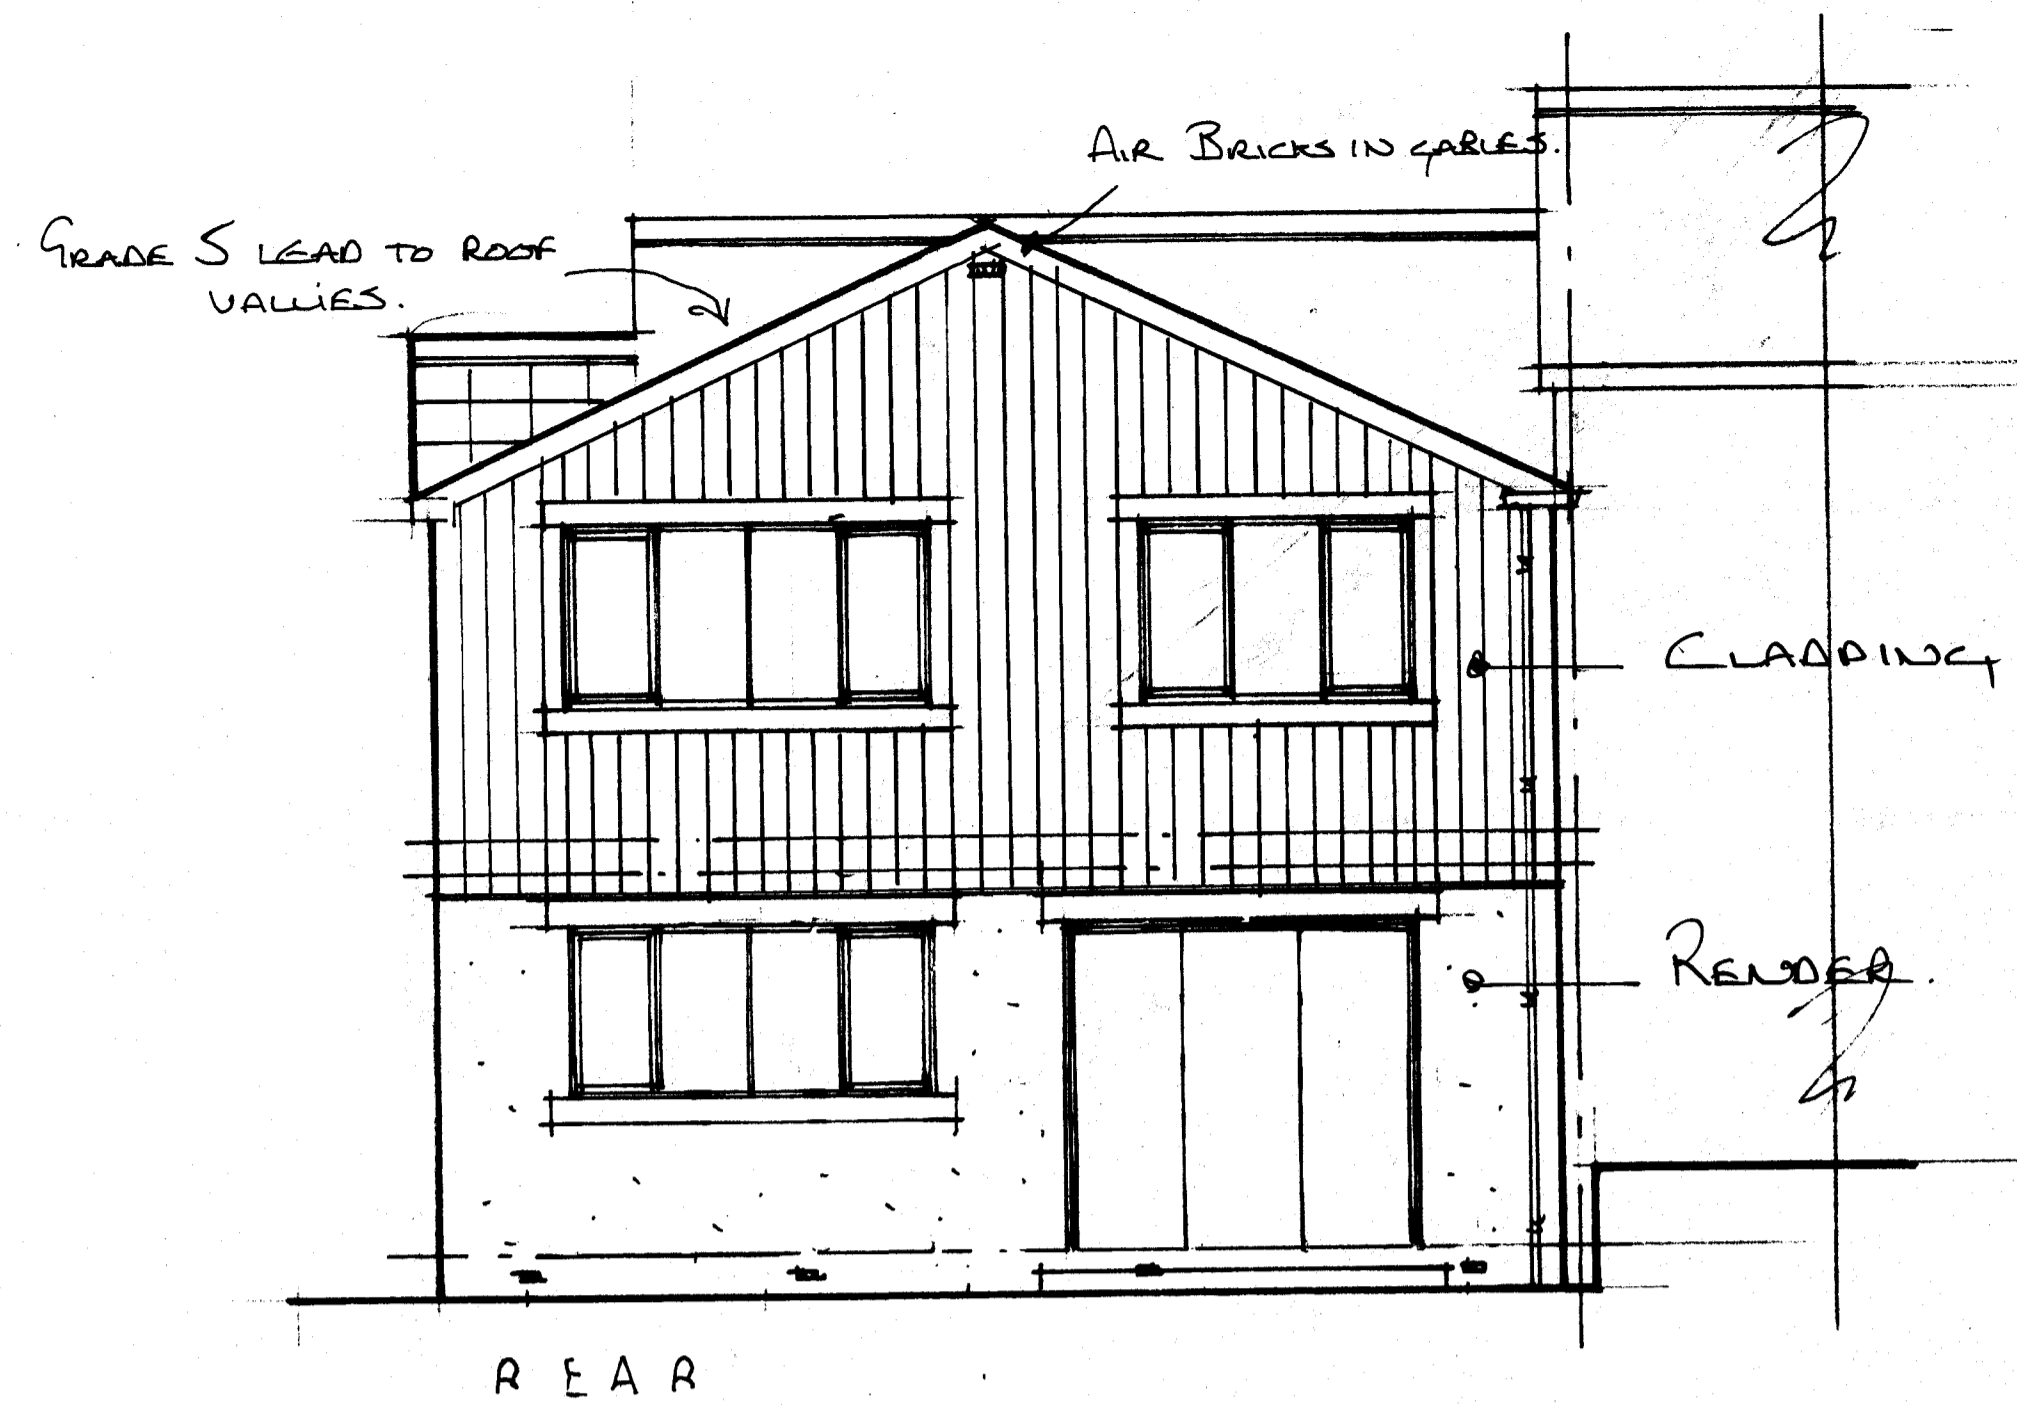 AIR BRICKS IN GABLES.
GRADE 5 LEAD TO ROOF
VALLIES.
CLADDING
RENDER.
REAR